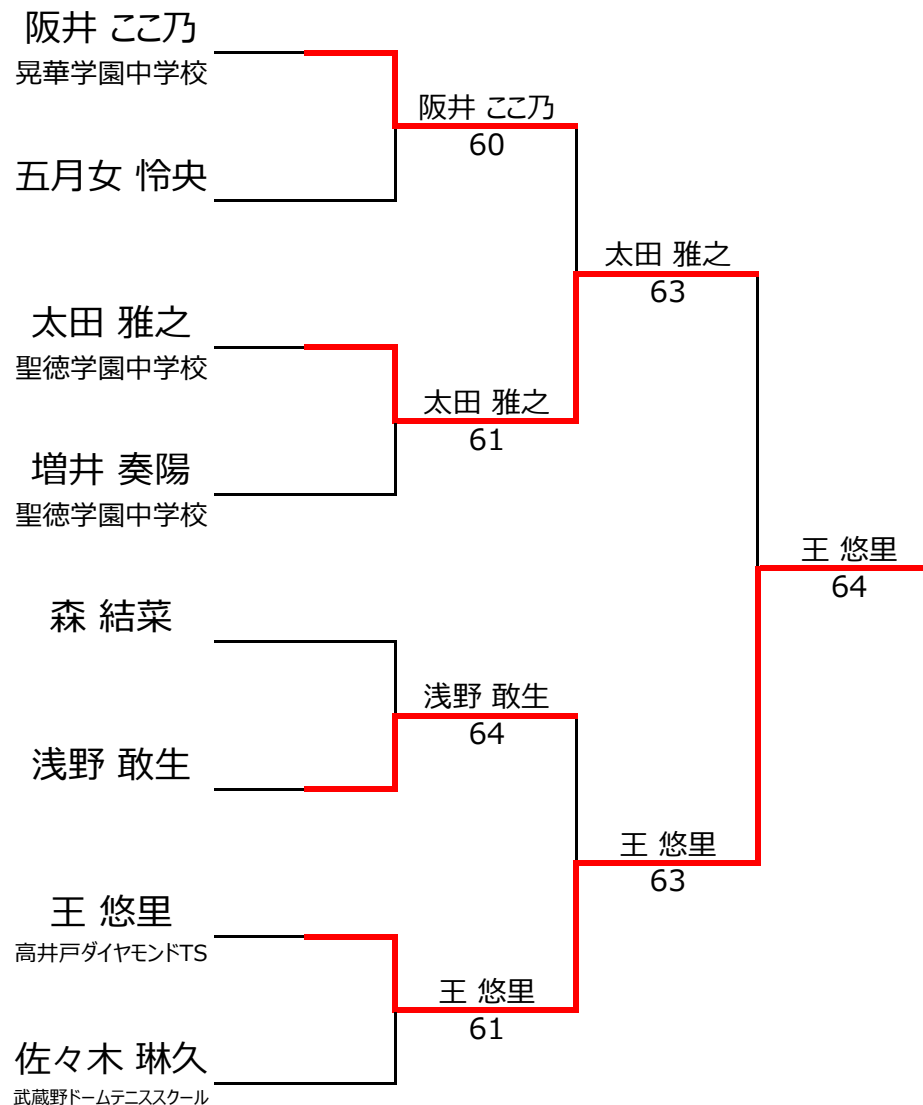 阪井 ここ乃
晃華学園中学校
五月女 怜央
太田 雅之
聖徳学園中学校
増井 奏陽
聖徳学園中学校
森 結菜
浅野 敢生
王 悠里
高井戸ダイヤモンドTS
佐々木 琳久
武蔵野ドームテニススクール
阪井 ここ乃
60
太田 雅之
61
浅野 敢生
64
王 悠里
61
太田 雅之
63
王 悠里
63
王 悠里
64